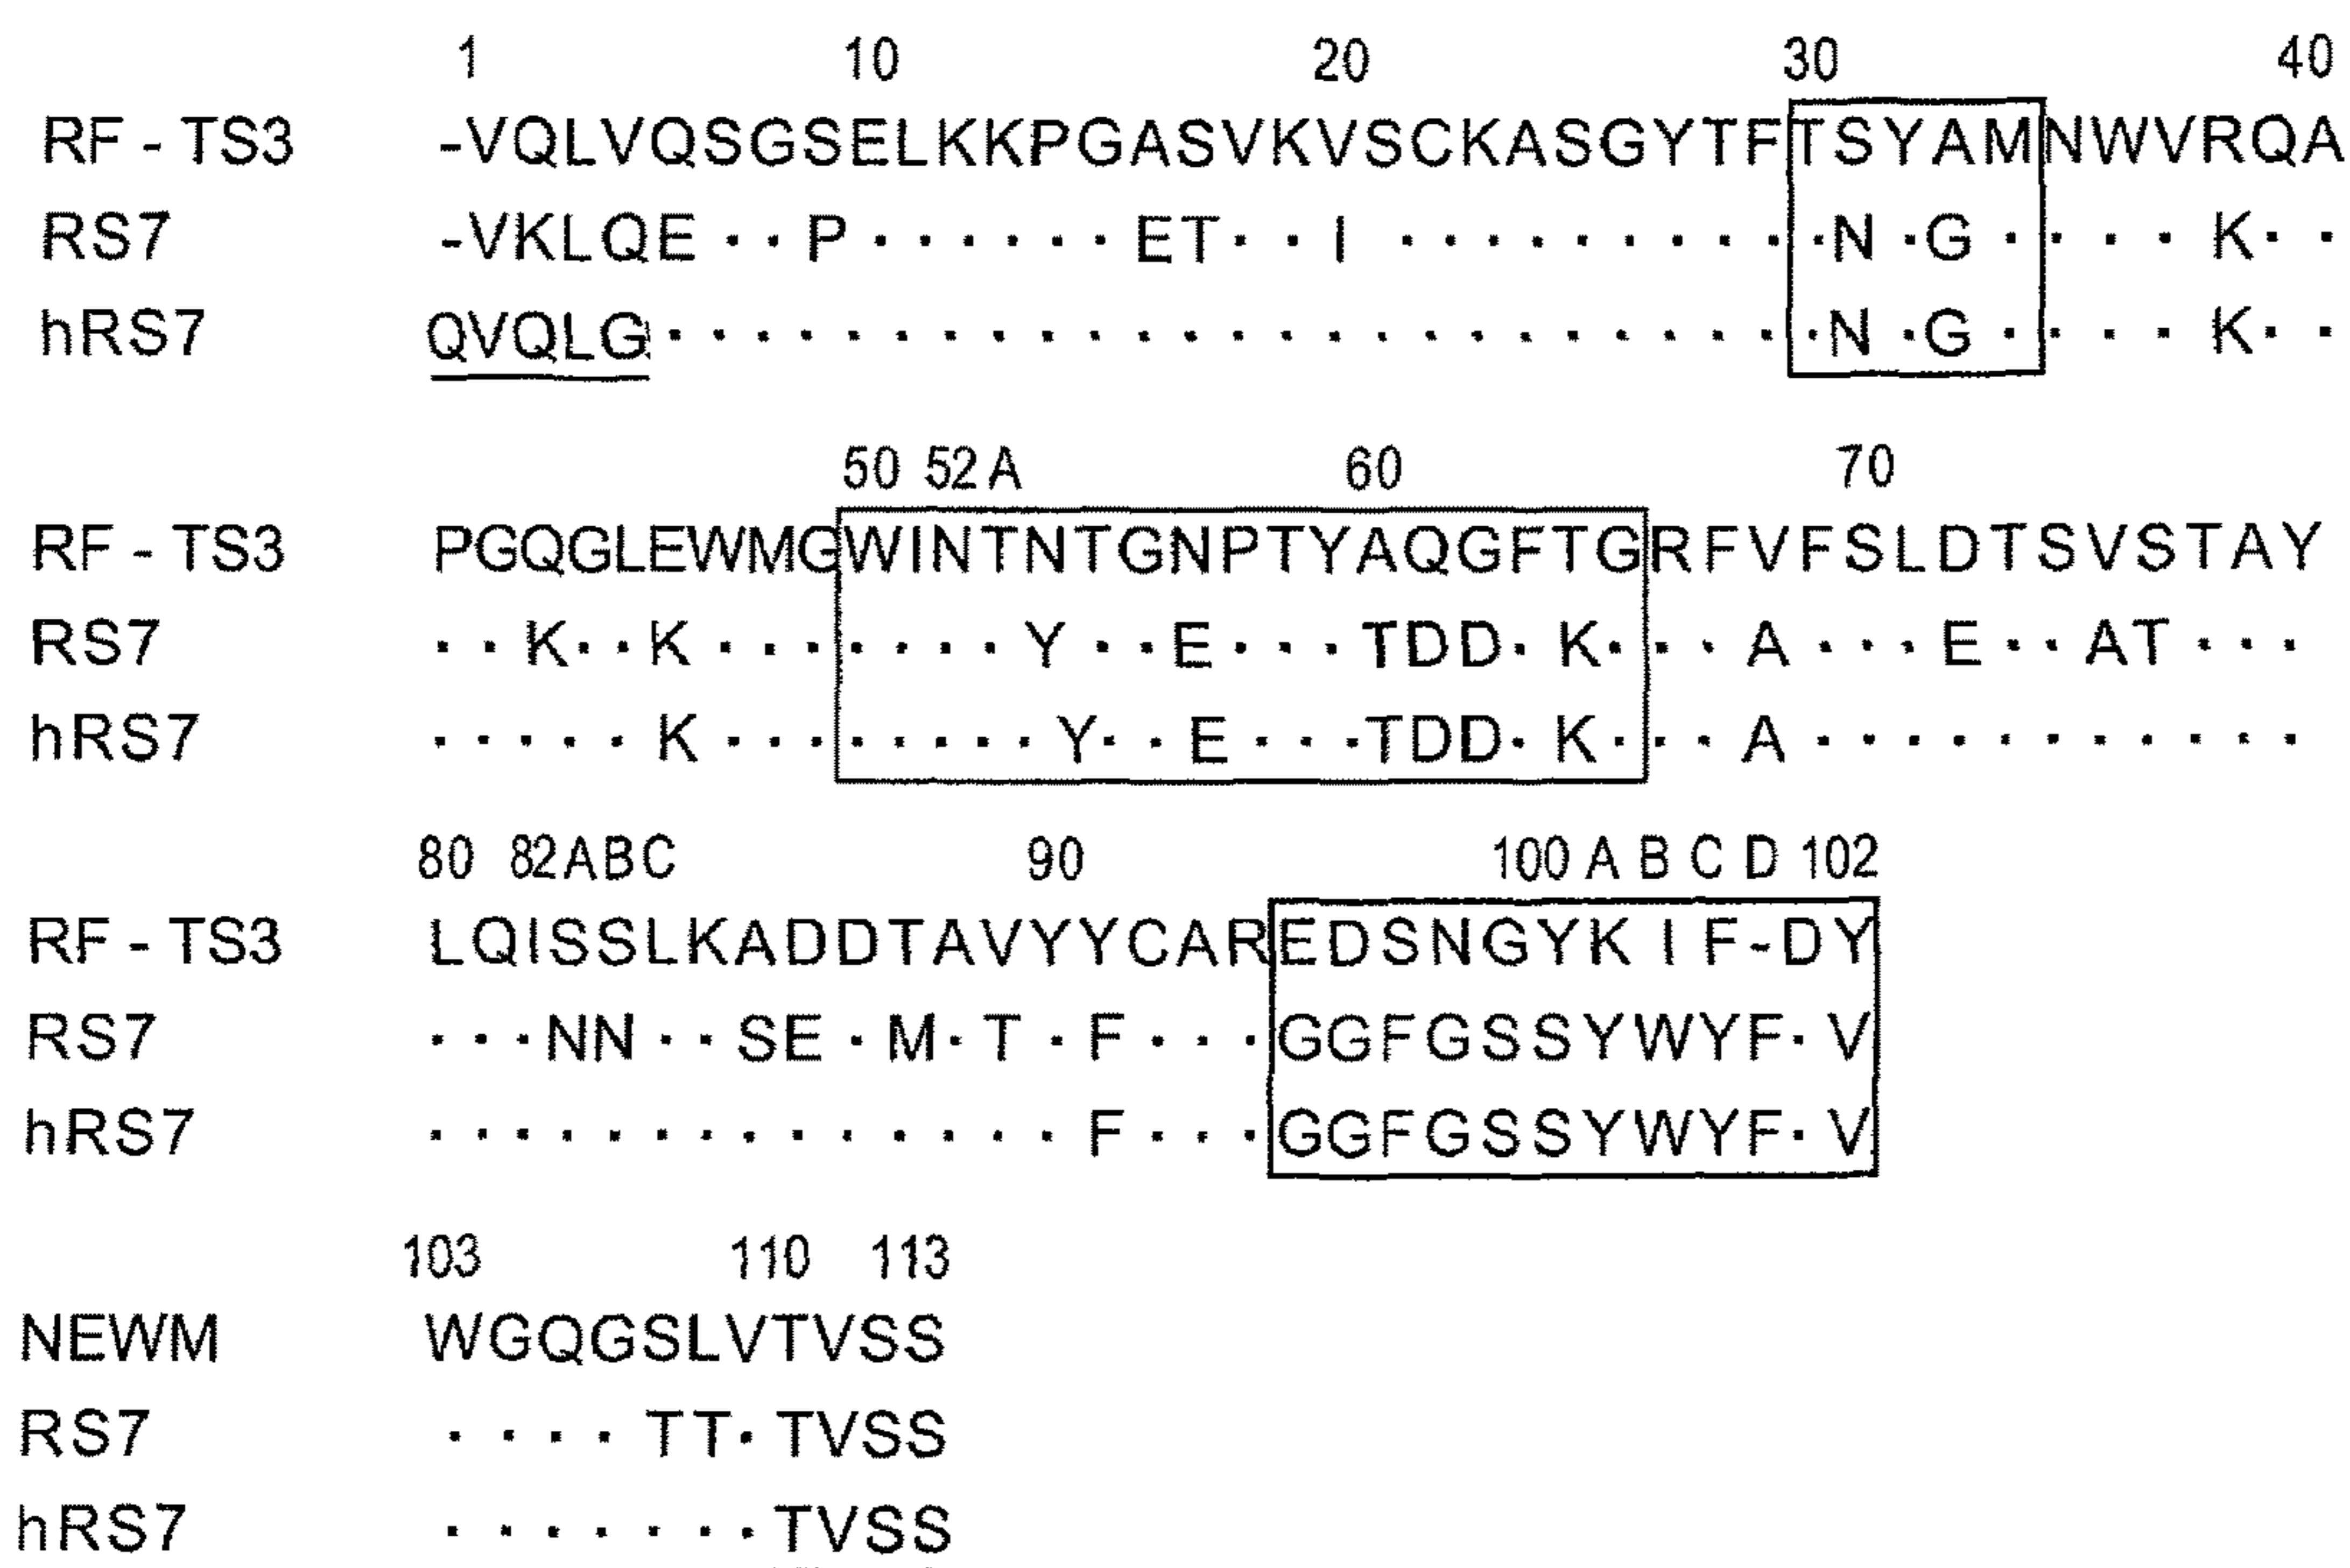 1 10 20 30 40
RF - TS3 -VQLVQSGSELKKPGASVKVSCKASGYTFTSYAMNWVRQA
RS7 -VKLQE··P······ET··I··········N·G····K··
hRS7 QVQLG·························N·G····K··
50 52 A 60 70
RF - TS3 PGQGLEWMGWINTNTGNPTYAQGFTGRFVFSLDTSVSTAY
RS7 ··K··K·······Y··E···TDD·K···A···E··AT···
hRS7 ·····K········Y··E···TDD·K···A···········
80 82ABC 90 100 A B C D 102
RF - TS3 LQISSLKADDTAVYYCAREDSNGYKIF-DY
RS7 ···NN··SE·M·T·F···GGFGSSYWYF·V
hRS7 ··············F···GGFGSSYWYF·V
103 110 113
NEWM WGQGSLVTVSS
RS7 ····TT·TVSS
hRS7 ·······TVSS